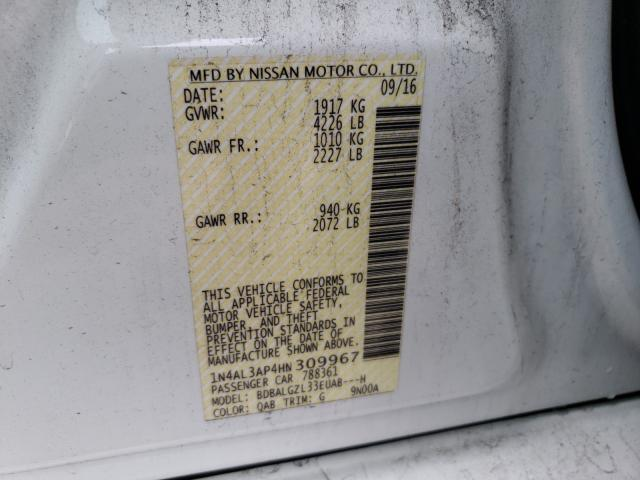 MFD BY NISSAN MOTOR CO., LTD.
DATE: 09/16
GVWR: 1917 KG
4226 LB
GAWR FR.: 1010 KG
2227 LB
GAWR RR.: 940 KG
2072 LB
THIS VEHICLE CONFORMS TO
ALL APPLICABLE FEDERAL
MOTOR VEHICLE SAFETY,
BUMPER, AND THEFT
PREVENTION STANDARDS IN
EFFECT ON THE DATE OF
MANUFACTURE SHOWN ABOVE.
1N4AL3AP4HN309967
PASSENGER CAR 788361
MODEL: BDBALGZL33EUAB---H
COLOR: QAB TRIM: G 9N00A